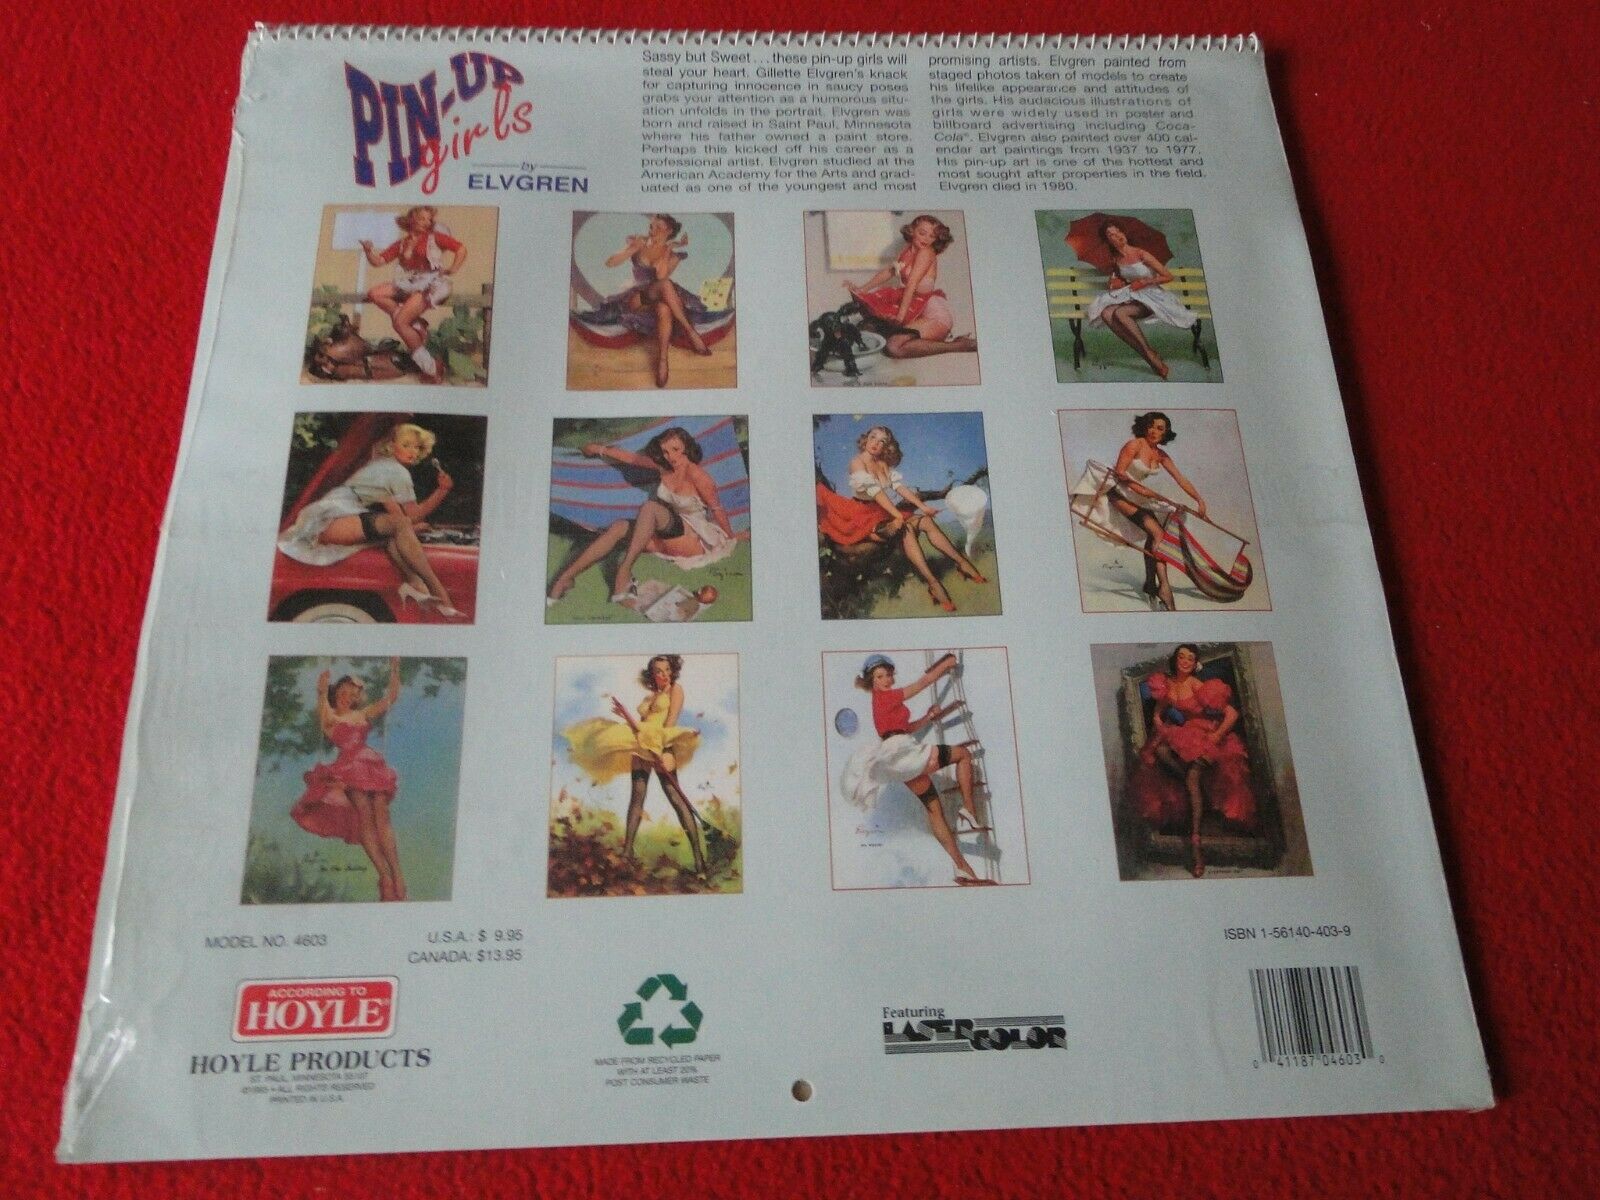 PIN-UP
girls
by
ELVGREN
Sassy but Sweet . . . these pin-up girls will
steal your heart. Gillette Elvgren's knack
for capturing innocence in saucy poses
grabs your attention as a humorous situ-
ation unfolds in the portrait. Elvgren was
born and raised in Saint Paul, Minnesota
where his father owned a paint store.
Perhaps this kicked off his career as a
professional artist. Elvgren studied at the
American Academy for the Arts and grad-
uated as one of the youngest and most
promising artists. Elvgren painted from
staged photos taken of models to create
his lifelike appearance and attitudes of
the girls. His audacious illustrations of
girls were widely used in poster and
billboard advertising including Coca-
Cola®. Elvgren also painted over 400 cal-
endar art paintings from 1937 to 1977.
His pin-up art is one of the hottest and
most sought after properties in the field.
Elvgren died in 1980.
MODEL NO. 4603
U.S.A.: $ 9.95
CANADA: $13.95
ISBN 1-56140-403-9
ACCORDING TO
HOYLE®
HOYLE PRODUCTS
ST. PAUL, MINNESOTA
• ALL RIGHTS RESERVED
PRINTED IN U.S.A.
MADE FROM RECYCLED PAPER
WITH AT LEAST 20%
POST CONSUMER WASTE
Featuring
LASER COLOR
0 41187 04603 0